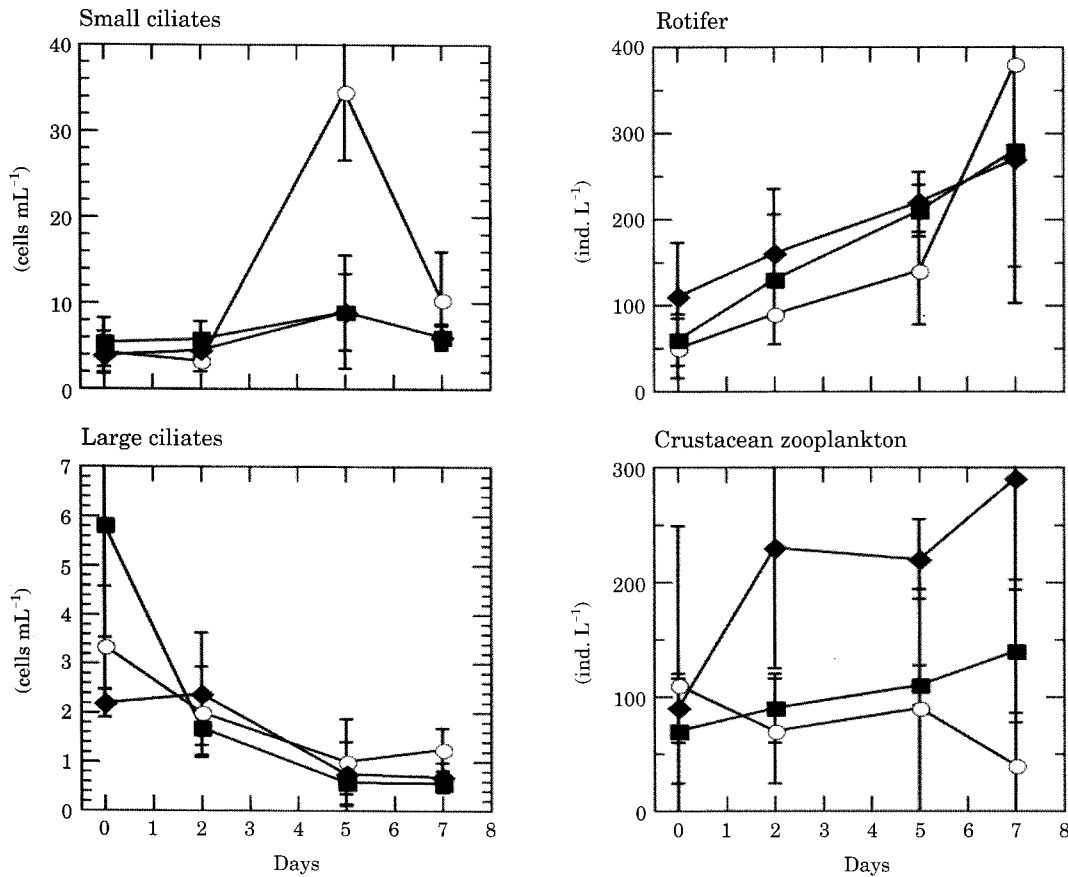 Small ciliates
40
30
20
10
0
(cells mL⁻¹)
Rotifer
400
300
200
100
0
(ind. L⁻¹)
Large ciliates
7
6
5
4
3
2
1
0
(cells mL⁻¹)
0 1 2 3 4 5 6 7 8
Days
Crustacean zooplankton
300
200
100
0
(ind. L⁻¹)
0 1 2 3 4 5 6 7 8
Days